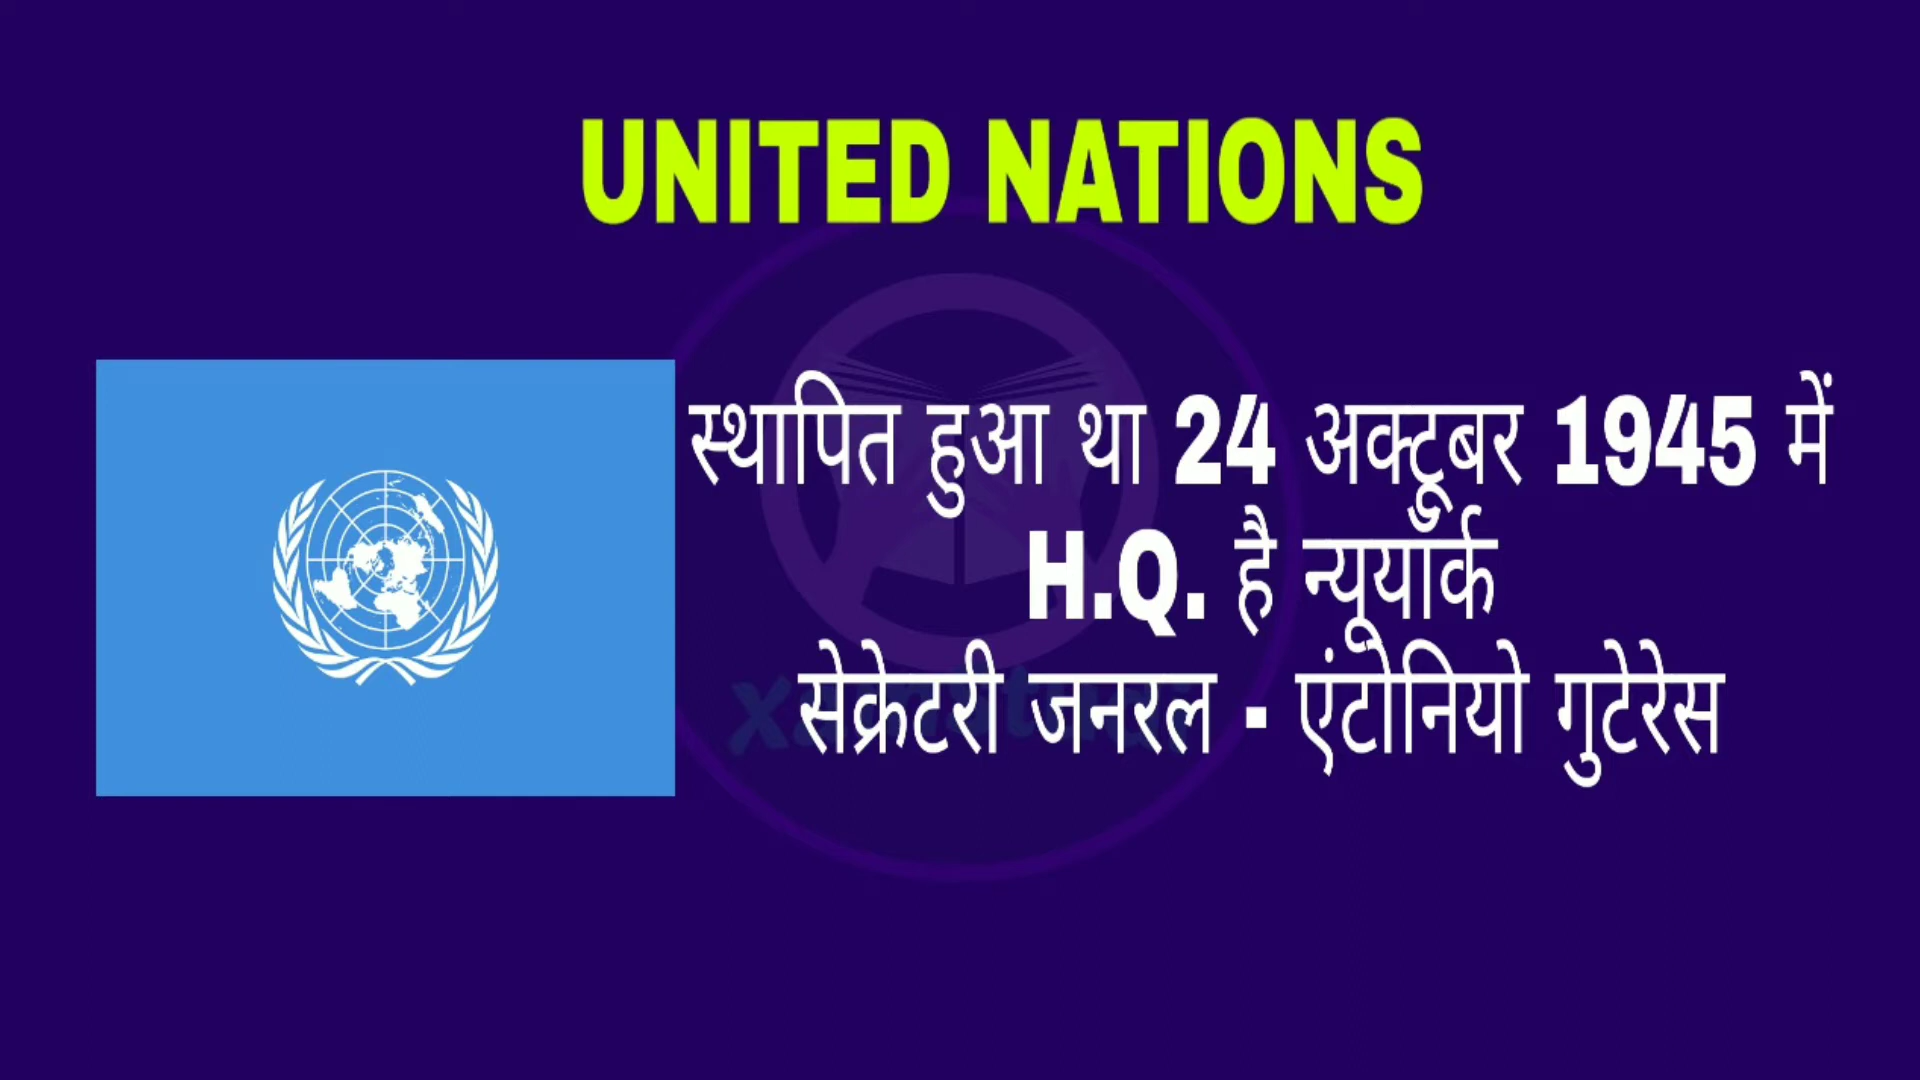 UNITED NATIONS
स्थापित हुआ था 24 अक्टूबर 1945 में
H.Q. है न्यूयॉर्क
सेक्रेटरी जनरल - एंटोनियो गुटेरेस